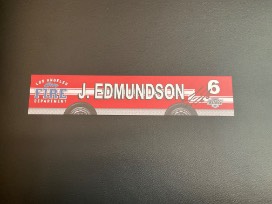 LOS ANGELES
FIRE
DEPARTMENT
J. EDMUNDSON
6